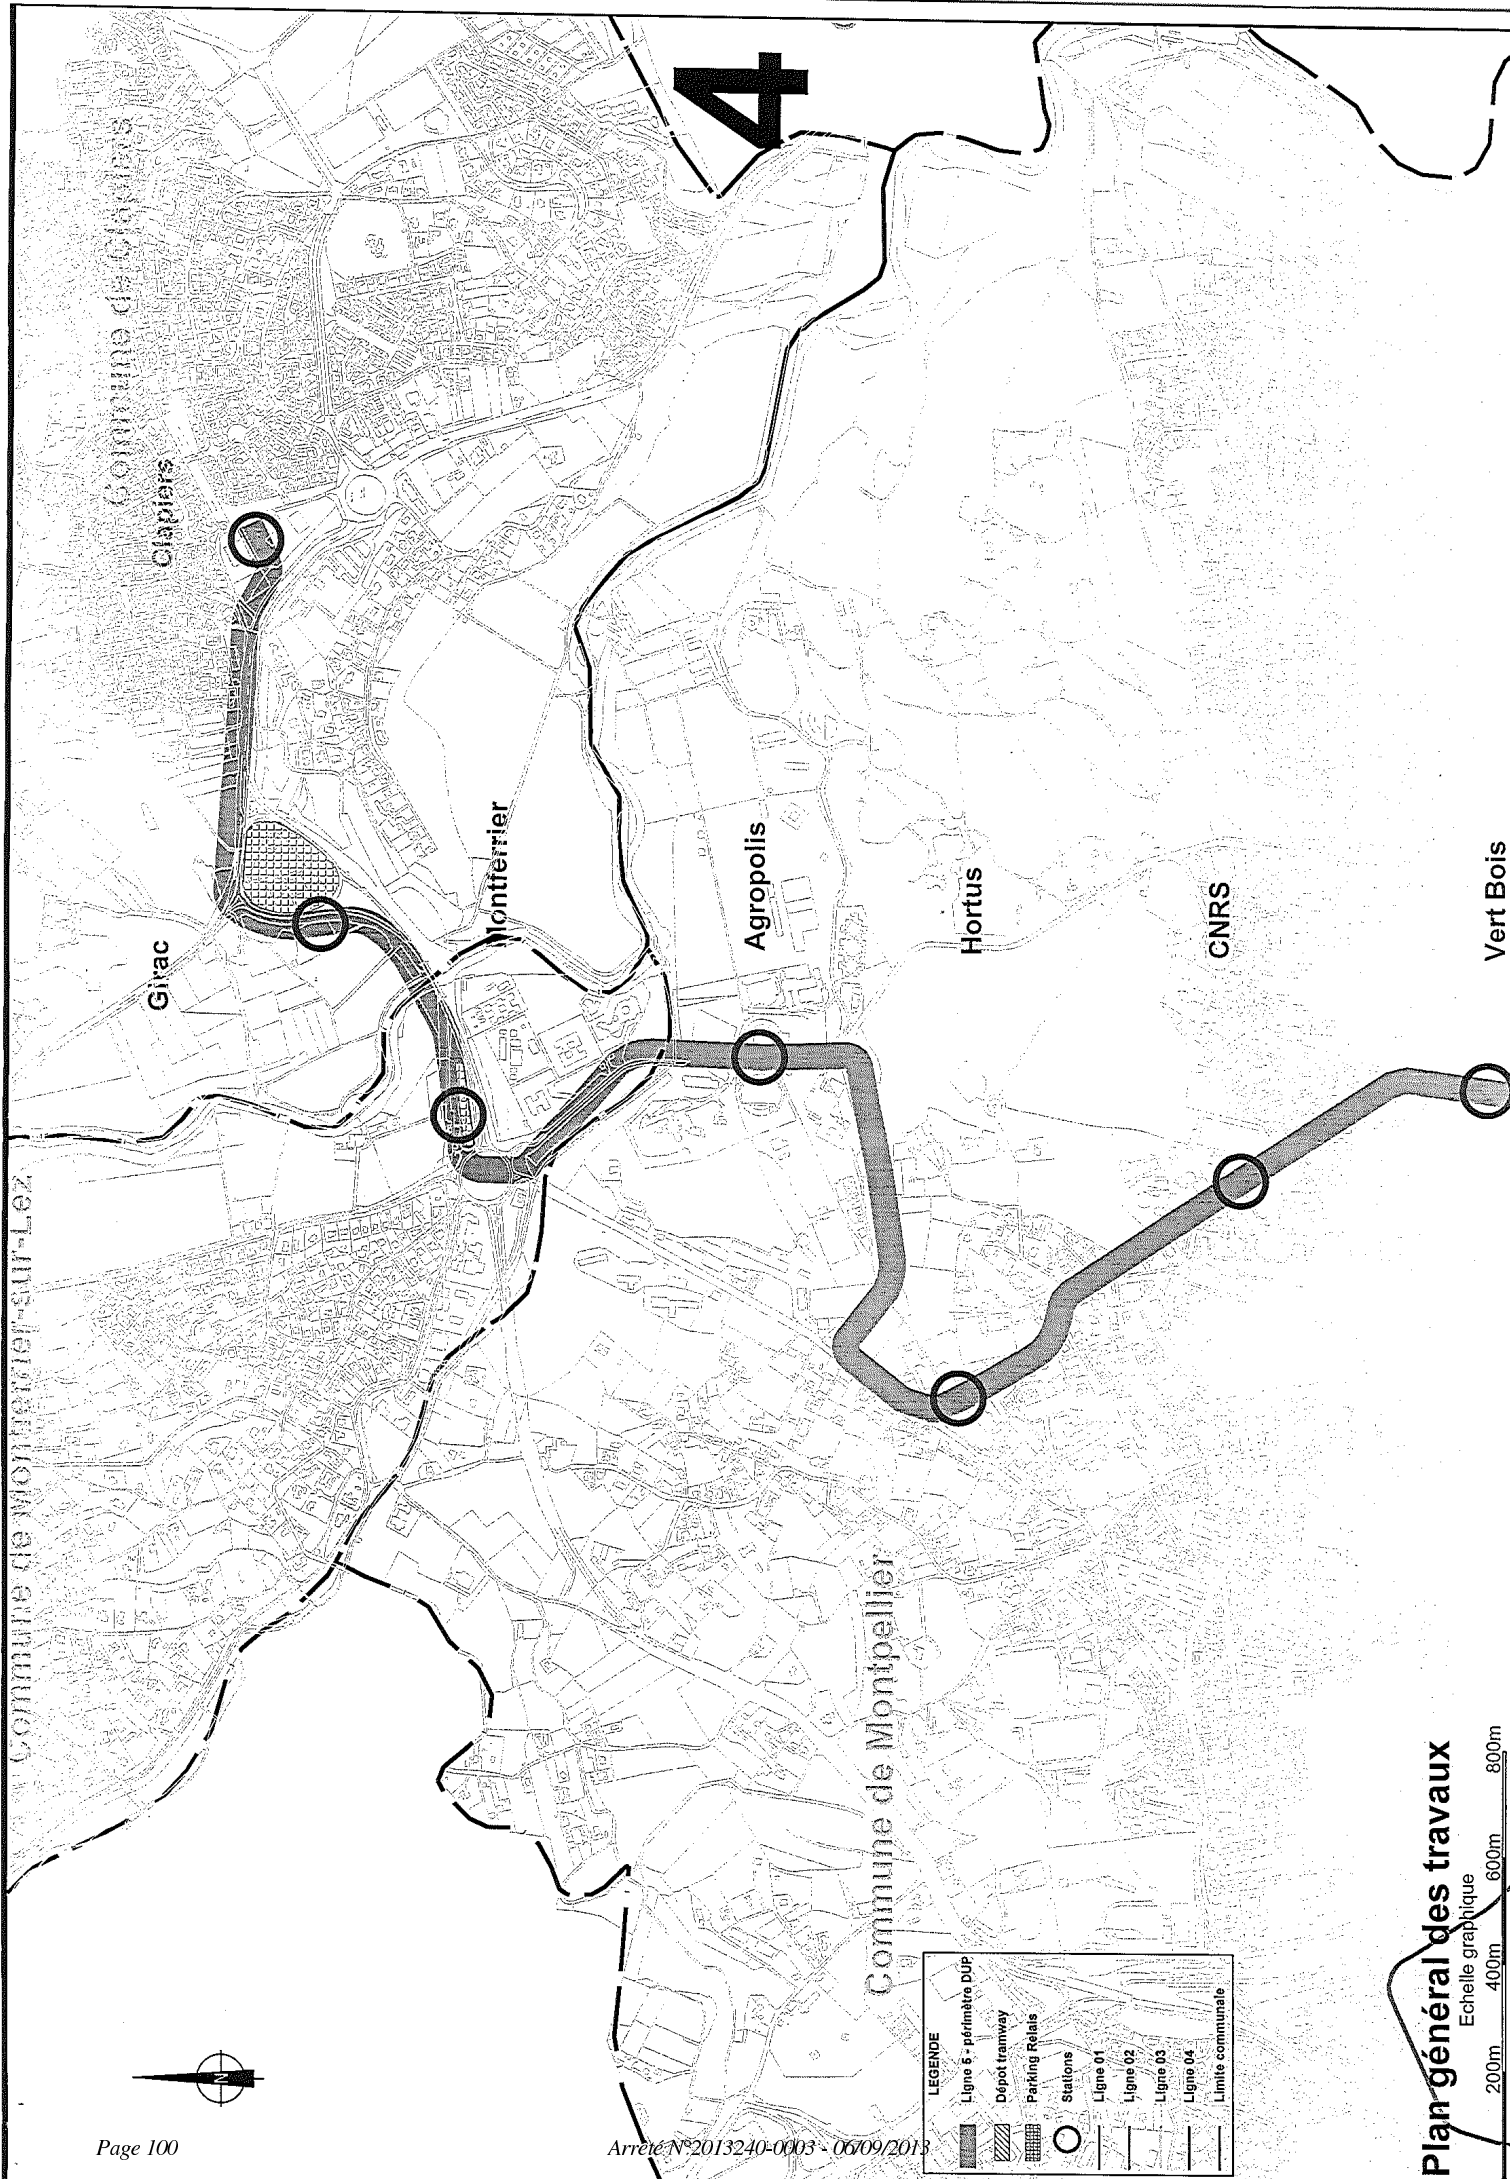 4
Commune de Clapiers
Clapiers
Girac
Montferrier
Agropolis
Hortus
CNRS
Vert Bois
Commune de Montferrier-sur-Lez
Commune de Montpellier
N
LEGENDE
Ligne 5 - périmètre DUP
Dépot tramway
Parking Relais
Stations
Ligne 01
Ligne 02
Ligne 03
Ligne 04
Limite communale
Plan général des travaux
Echelle graphique
200m 400m 600m 800m
Page 100
Arrêté N°2013240-0003 - 06/09/2013